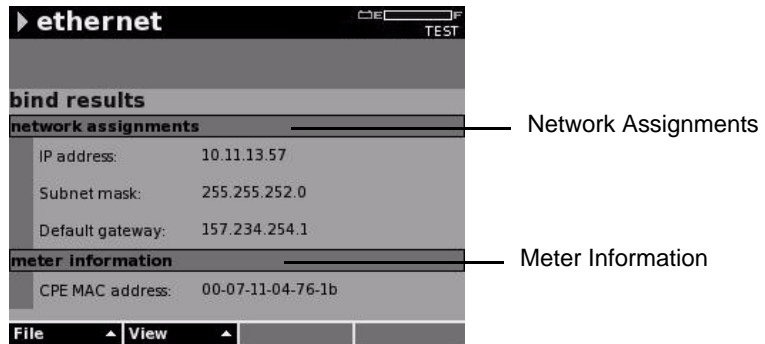 ethernet
E F
TEST
bind results
network assignments
Network Assignments
IP address: 10.11.13.57
Subnet mask: 255.255.252.0
Default gateway: 157.234.254.1
meter information
Meter Information
CPE MAC address: 00-07-11-04-76-1b
File View